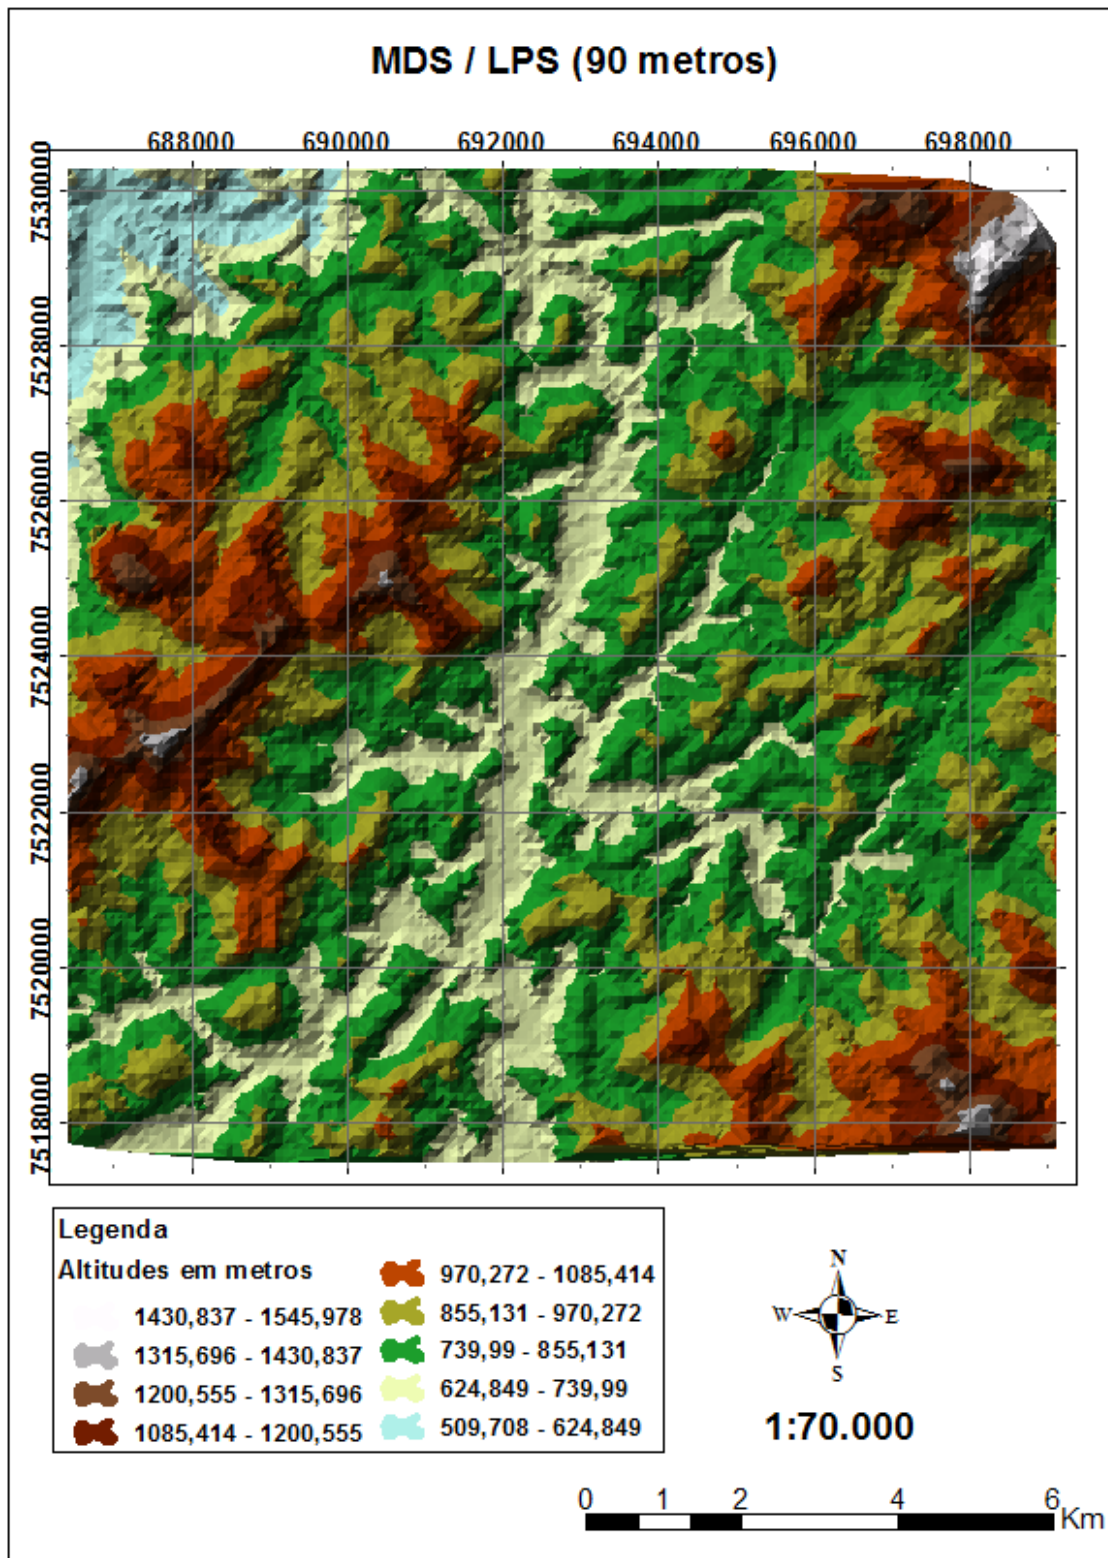 MDS / LPS (90 metros)
688000 690000 692000 694000 696000 698000
7530000
7528000
7526000
7524000
7522000
7520000
7518000
Legenda
Altitudes em metros
1430,837 - 1545,978
1315,696 - 1430,837
1200,555 - 1315,696
1085,414 - 1200,555
970,272 - 1085,414
855,131 - 970,272
739,99 - 855,131
624,849 - 739,99
509,708 - 624,849
N
W E
S
1:70.000
0 1 2 4 6
Km